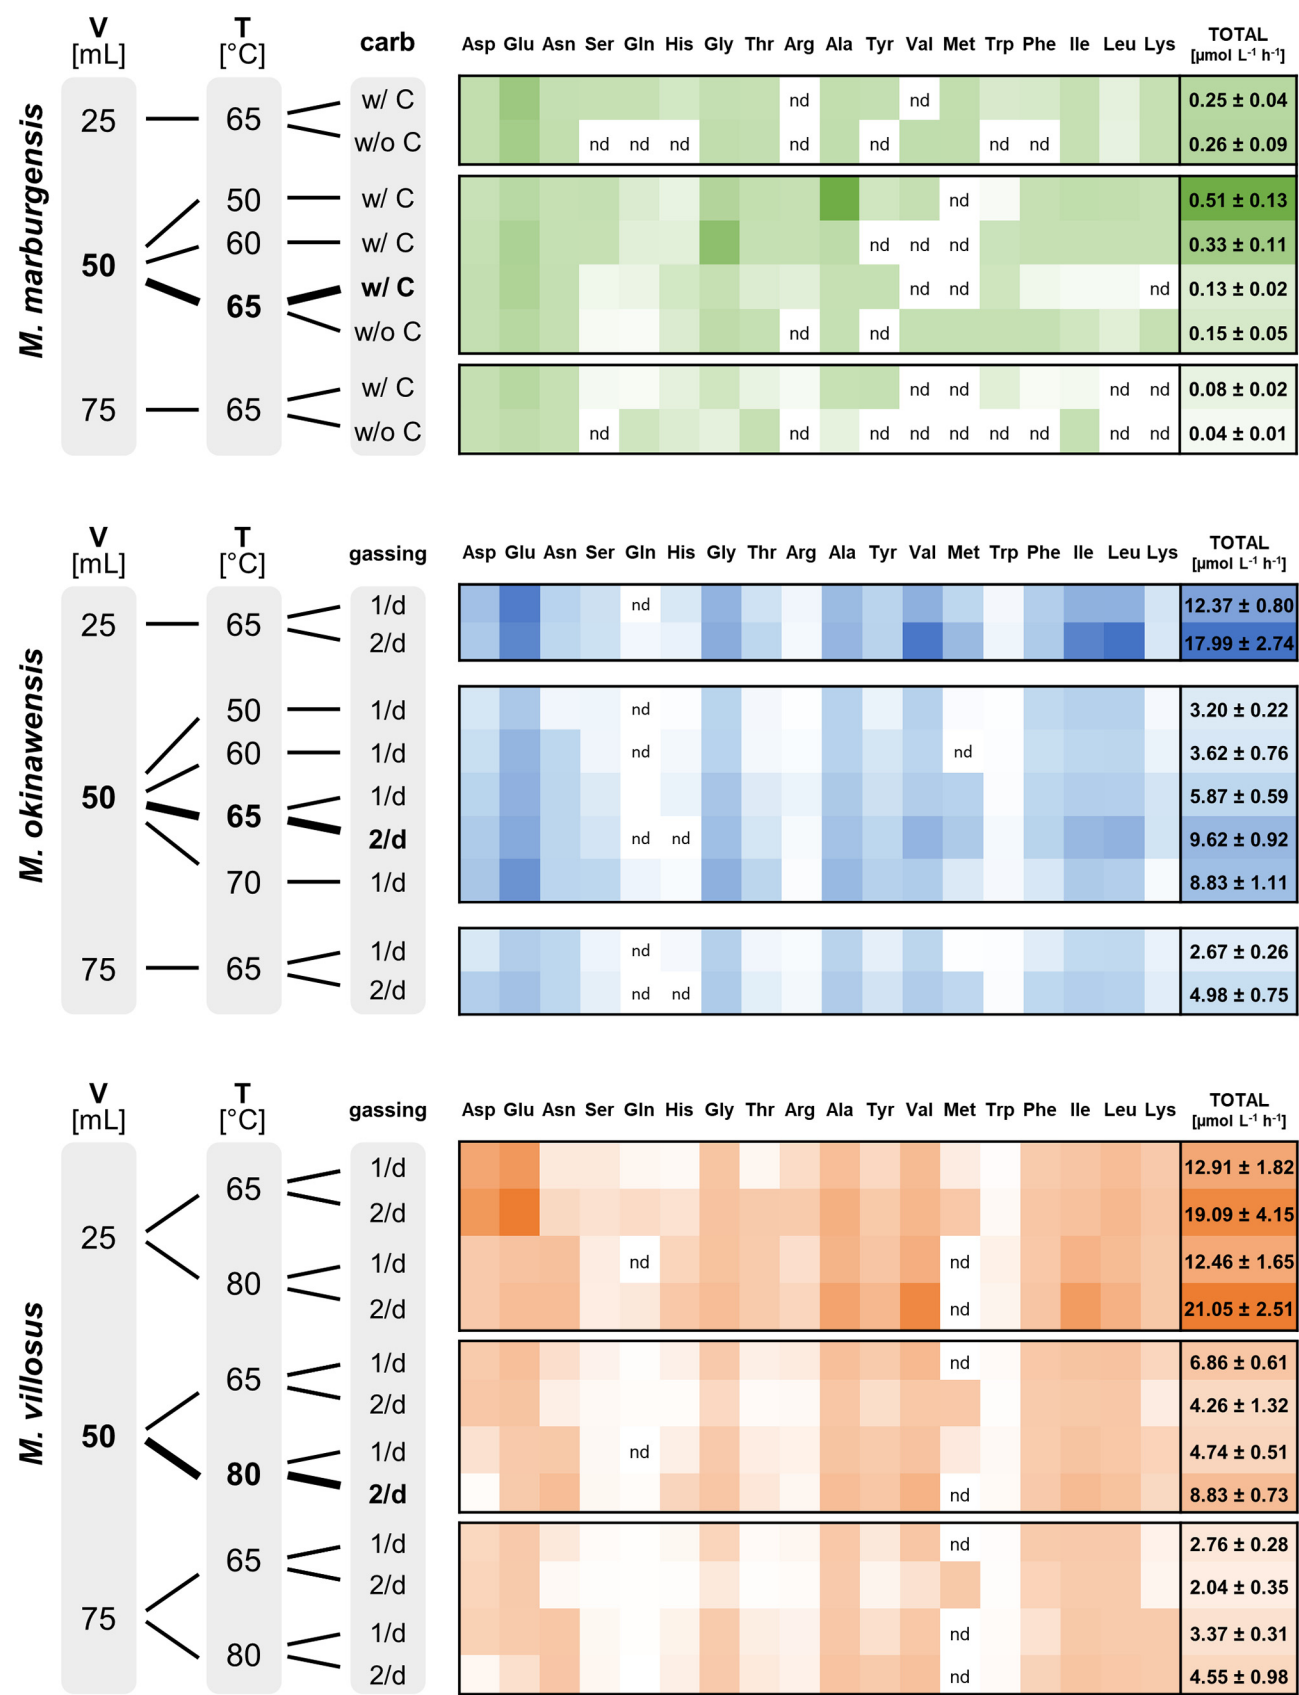 V T carb Asp Glu Asn Ser Gln His Gly Thr Arg Ala Tyr Val Met Trp Phe Ile Leu Lys TOTAL
[mL] [°C] [µmol L-1 h-1]
M. marburgensis
25 65 w/ C nd nd 0.25 ± 0.04
w/o C nd nd nd nd nd nd nd 0.26 ± 0.09
50 50 w/ C nd 0.51 ± 0.13
60 w/ C nd nd nd 0.33 ± 0.11
65 w/ C nd nd nd 0.13 ± 0.02
w/o C nd nd 0.15 ± 0.05
75 65 w/ C nd nd nd nd 0.08 ± 0.02
w/o C nd nd nd nd nd nd nd nd nd 0.04 ± 0.01
V T gassing Asp Glu Asn Ser Gln His Gly Thr Arg Ala Tyr Val Met Trp Phe Ile Leu Lys TOTAL
[mL] [°C] [µmol L-1 h-1]
M. okinawensis
25 65 1/d nd 12.37 ± 0.80
2/d 17.99 ± 2.74
50 50 1/d nd 3.20 ± 0.22
60 1/d nd nd 3.62 ± 0.76
65 1/d 5.87 ± 0.59
2/d nd nd 9.62 ± 0.92
70 1/d 8.83 ± 1.11
75 65 1/d nd 2.67 ± 0.26
2/d nd nd 4.98 ± 0.75
V T gassing Asp Glu Asn Ser Gln His Gly Thr Arg Ala Tyr Val Met Trp Phe Ile Leu Lys TOTAL
[mL] [°C] [µmol L-1 h-1]
M. villosus
25 65 1/d 12.91 ± 1.82
2/d 19.09 ± 4.15
80 1/d nd nd 12.46 ± 1.65
2/d nd 21.05 ± 2.51
50 65 1/d nd 6.86 ± 0.61
2/d 4.26 ± 1.32
80 1/d nd 4.74 ± 0.51
2/d nd 8.83 ± 0.73
75 65 1/d nd 2.76 ± 0.28
2/d 2.04 ± 0.35
80 1/d nd 3.37 ± 0.31
2/d nd 4.55 ± 0.98